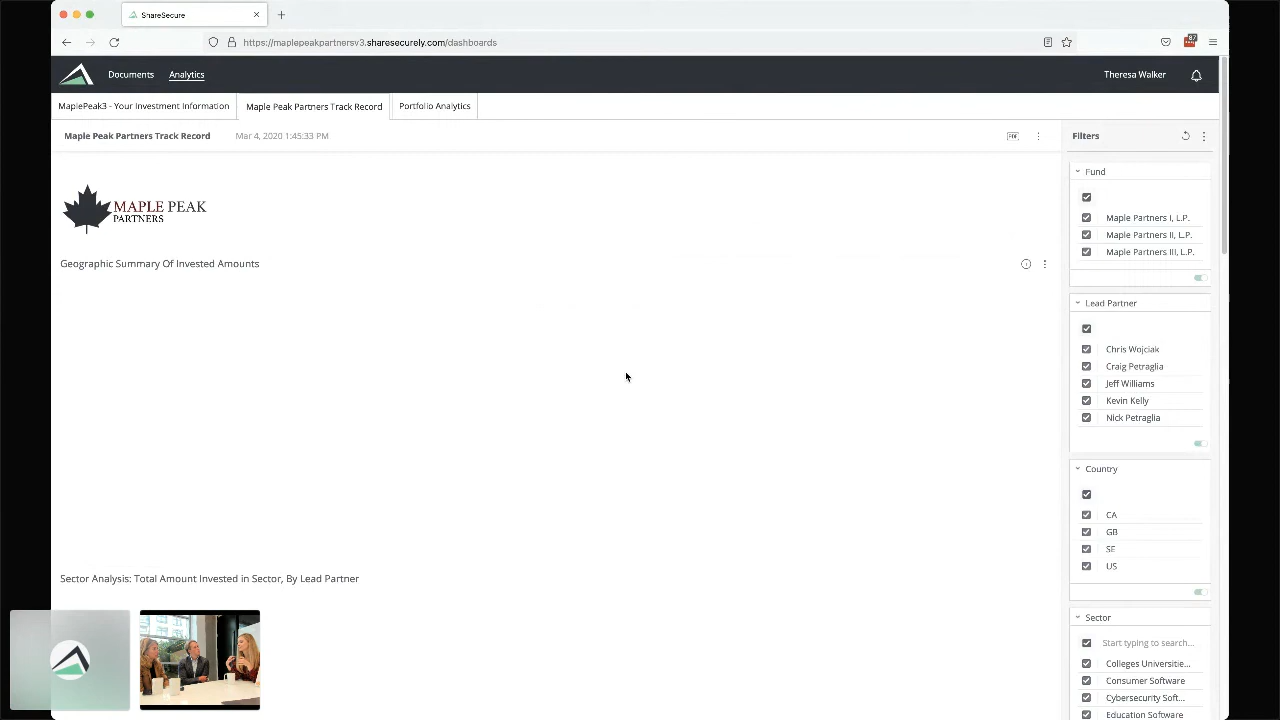 ShareSecure
https://maplepeakpartnersv3.sharesecurely.com/dashboards
87
Documents
Analytics
Theresa Walker
MaplePeak3 - Your Investment Information
Maple Peak Partners Track Record
Portfolio Analytics
Maple Peak Partners Track Record
Mar 4, 2020 1:45:33 PM
PDF
Filters
MAPLE PEAK
PARTNERS
Geographic Summary Of Invested Amounts
Sector Analysis: Total Amount Invested in Sector, By Lead Partner
Fund
Maple Partners I, L.P.
Maple Partners II, L.P.
Maple Partners III, L.P.
Lead Partner
Chris Wojciak
Craig Petraglia
Jeff Williams
Kevin Kelly
Nick Petraglia
Country
CA
GB
SE
US
Sector
Start typing to search...
Colleges Universitie...
Consumer Software
Cybersecurity Soft...
Education Software